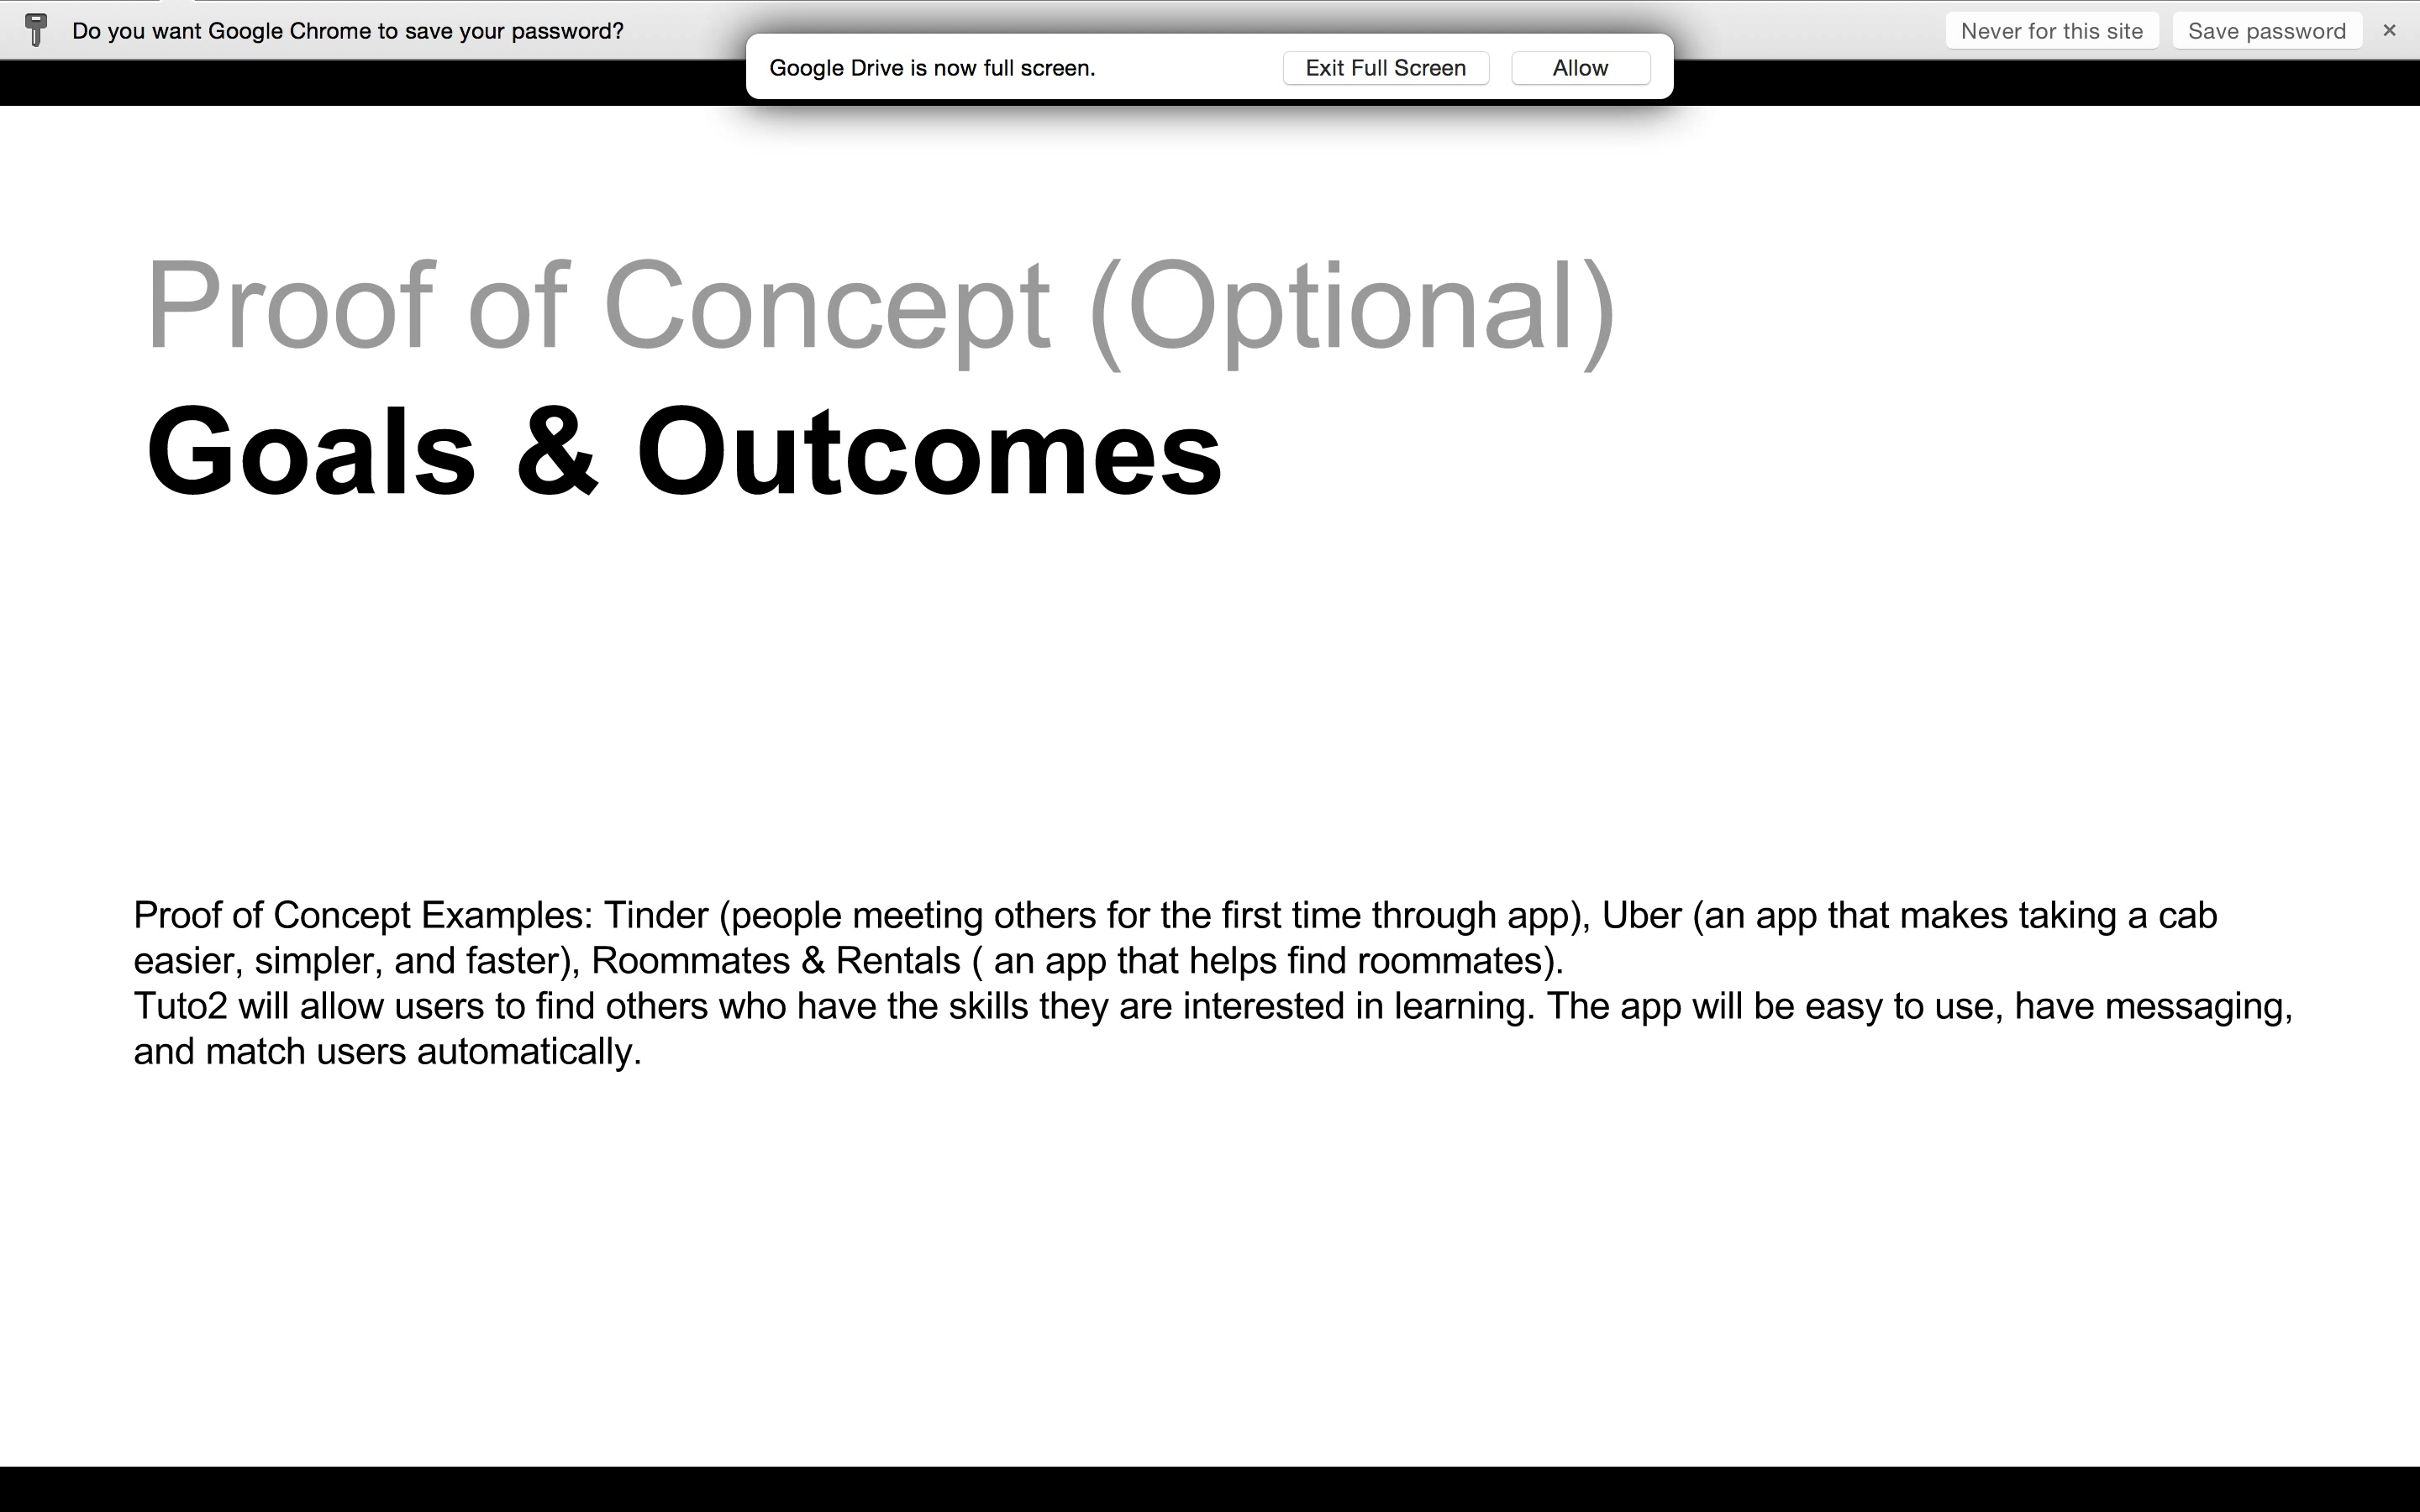 Do you want Google Chrome to save your password?
Never for this site
Save password
×
Google Drive is now full screen.
Exit Full Screen
Allow
Proof of Concept (Optional)
Goals & Outcomes
Proof of Concept Examples: Tinder (people meeting others for the first time through app), Uber (an app that makes taking a cab
easier, simpler, and faster), Roommates & Rentals ( an app that helps find roommates).
Tuto2 will allow users to find others who have the skills they are interested in learning. The app will be easy to use, have messaging,
and match users automatically.